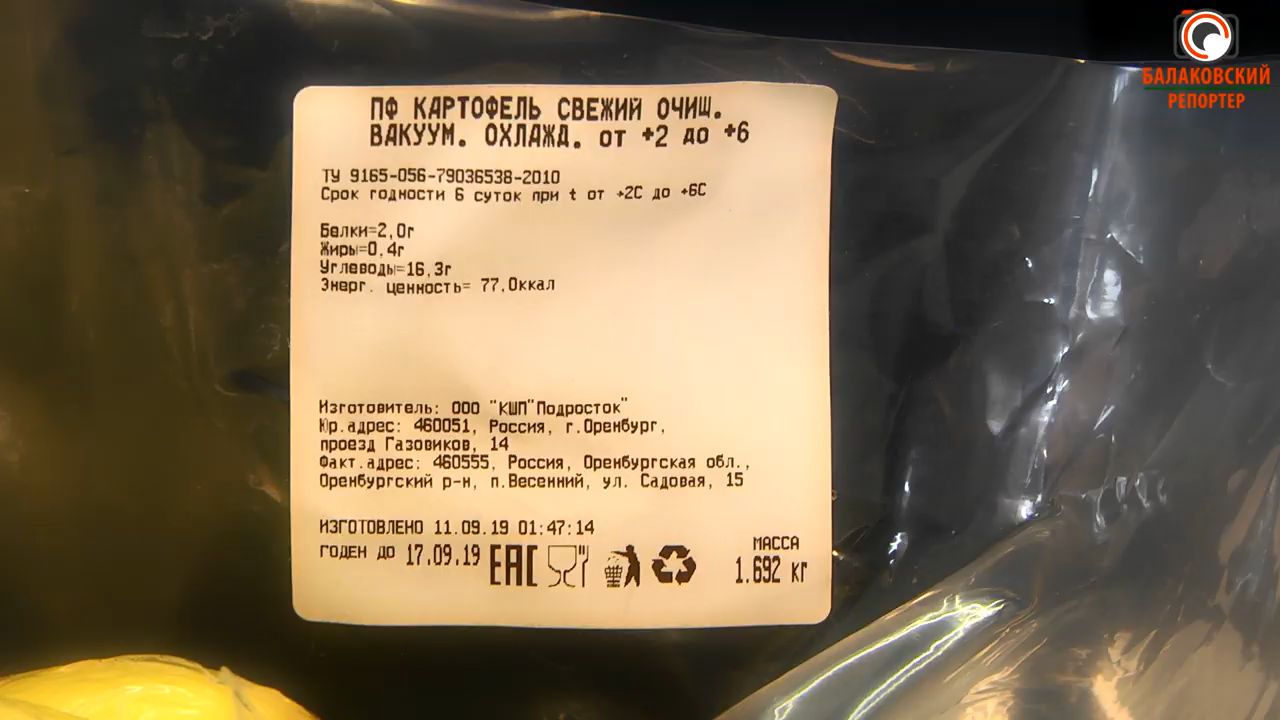 БАЛАКОВСКИЙ
РЕПОРТЕР
ПФ КАРТОФЕЛЬ СВЕЖИЙ ОЧИЩ.
ВАКУУМ. ОХЛАЖД. от +2 до +6
ТУ 9165-056-79036538-2010
Срок годности 6 суток при t от +2С до +6С
Белки=2,0г
Жиры=0,4г
Углеводы=16,3г
Энерг. ценность= 77,0ккал
Изготовитель: ООО "КШП"Подросток"
Юр.адрес: 460051, Россия, г.Оренбург,
проезд Газовиков, 14
Факт.адрес: 460555, Россия, Оренбургская обл.,
Оренбургский р-н, п.Весенний, ул. Садовая, 15
ИЗГОТОВЛЕНО 11.09.19 01:47:14
ГОДЕН ДО 17.09.19 EAC
МАССА
1.692 кг